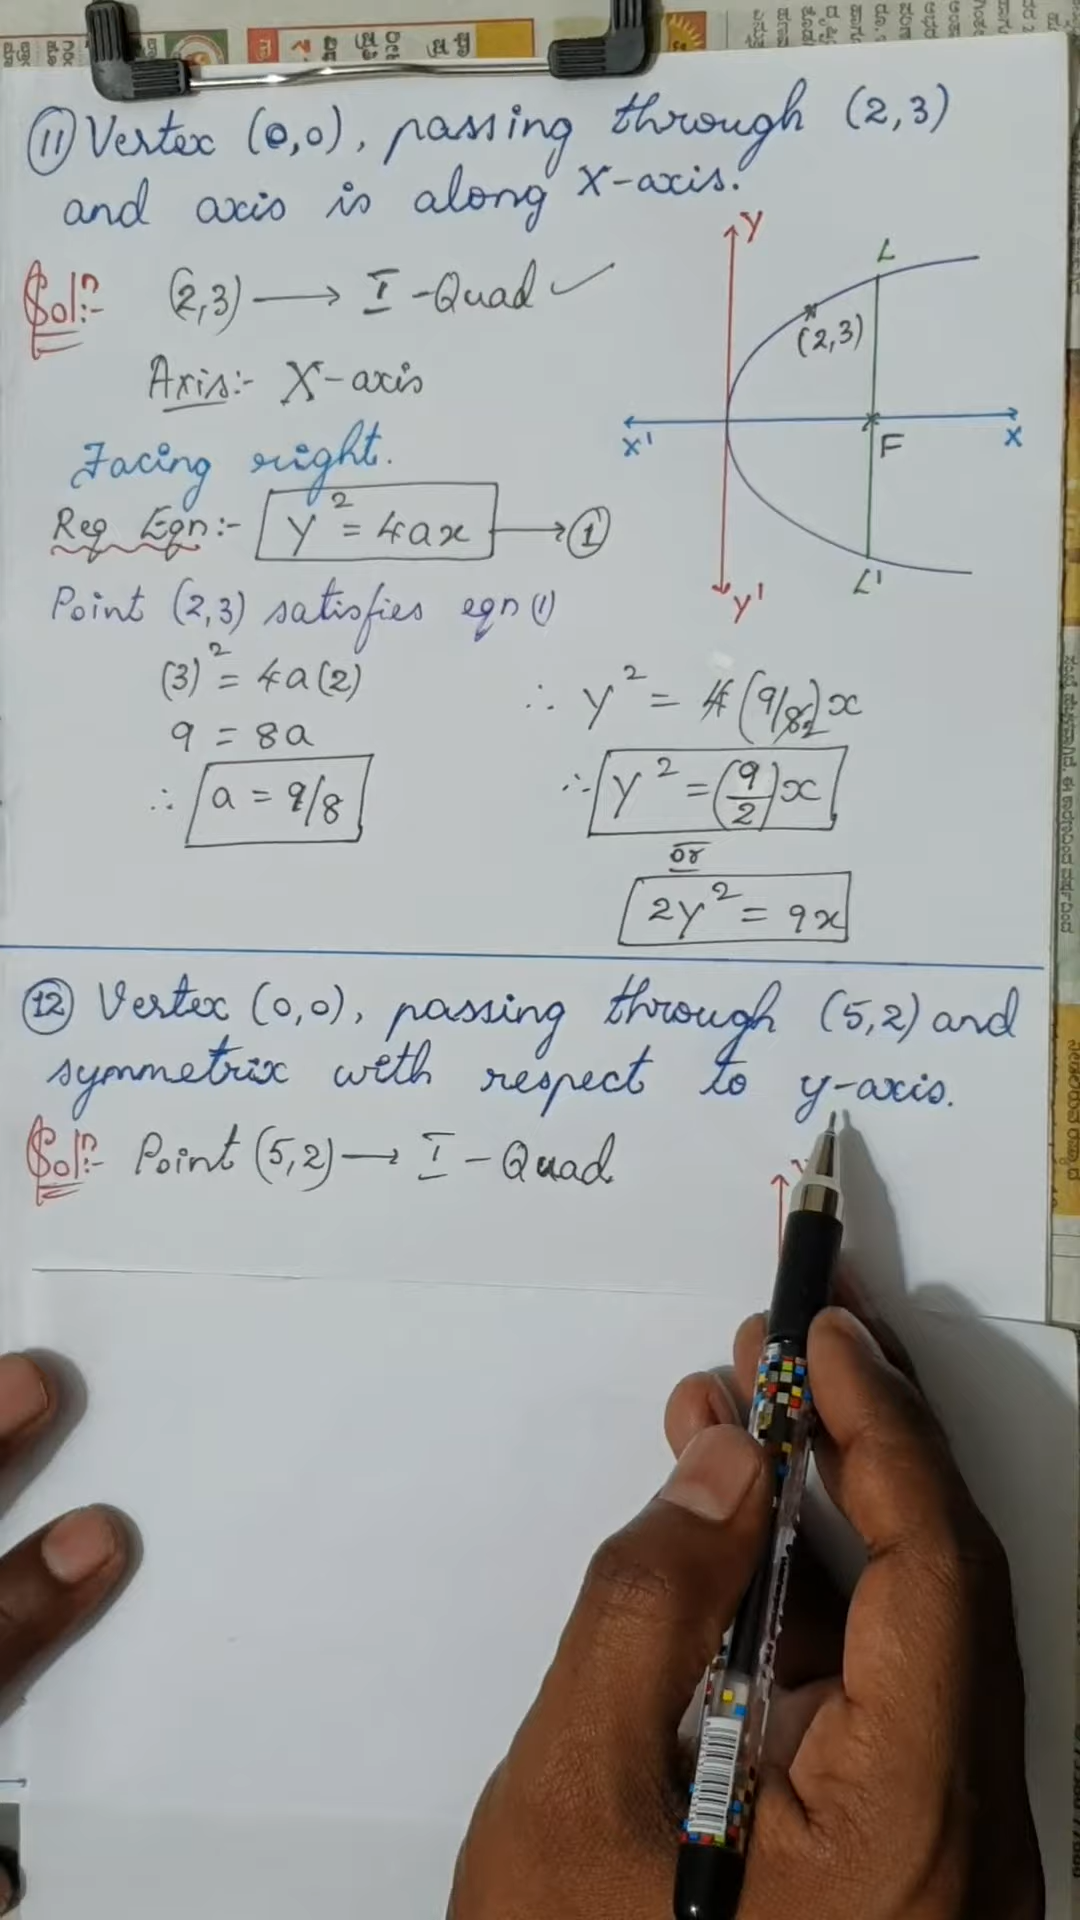 ⑪ Vertex (0,0), passing through (2,3)
and axis is along X-axis.
Solⁿ:- (2,3) → I-Quad ✓
Axis:- X-axis
Facing right.
Req Eqn:- y² = 4ax → ①
Point (2,3) satisfies eqn (1)
(3)² = 4a(2)
9 = 8a
∴ a = 9/8
Y
L
(2,3)
X'
F
X
L'
Y'
∴ y² = 4(9/8 2)x
∴ y² = (9/2)x
or
2y² = 9x
⑫ Vertex (0,0), passing through (5,2) and
symmetrix with respect to y-axis.
Solⁿ:- Point (5,2) → I - Quad